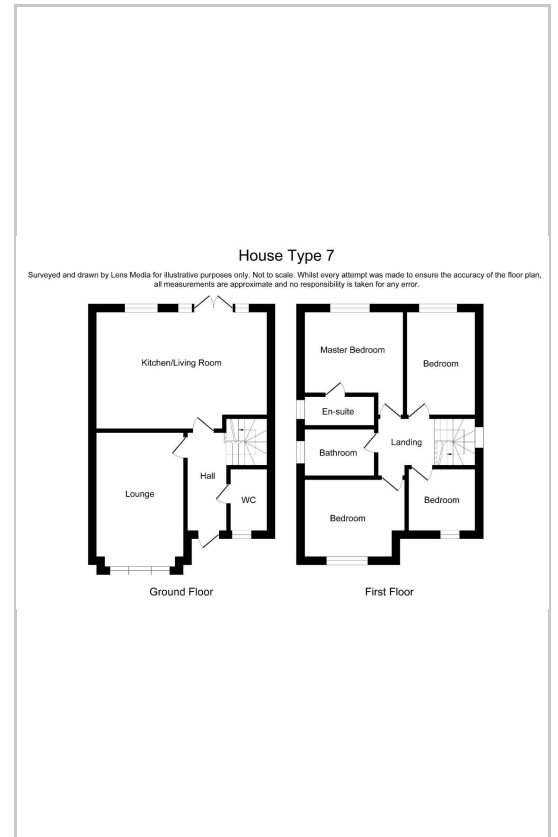 House Type 7
Surveyed and drawn by Lens Media for illustrative purposes only. Not to scale. Whilst every attempt was made to ensure the accuracy of the floor plan,
all measurements are approximate and no responsibility is taken for any error.
Kitchen/Living Room
Lounge
Hall
WC
Ground Floor
Master Bedroom
Bedroom
En-suite
Landing
Bathroom
Bedroom
Bedroom
First Floor